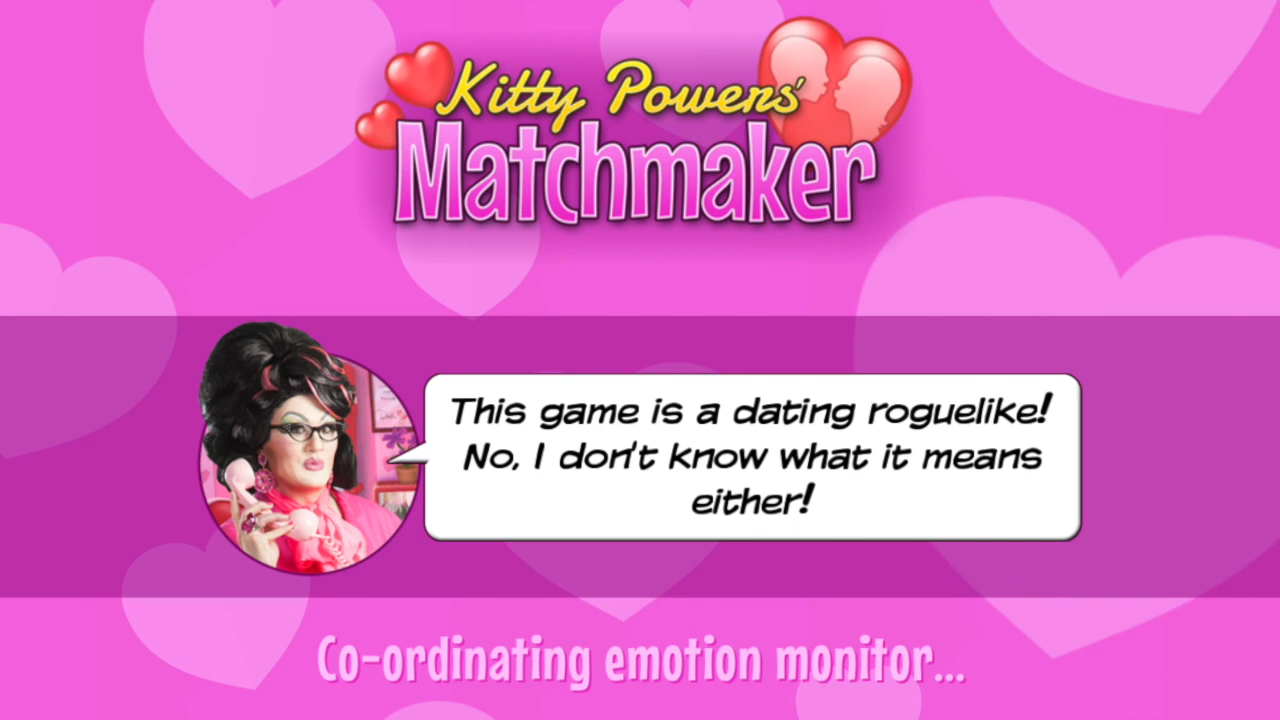 Kitty Powers'
Matchmaker
This game is a dating roguelike!
No, I don't know what it means
either!
Co-ordinating emotion monitor...